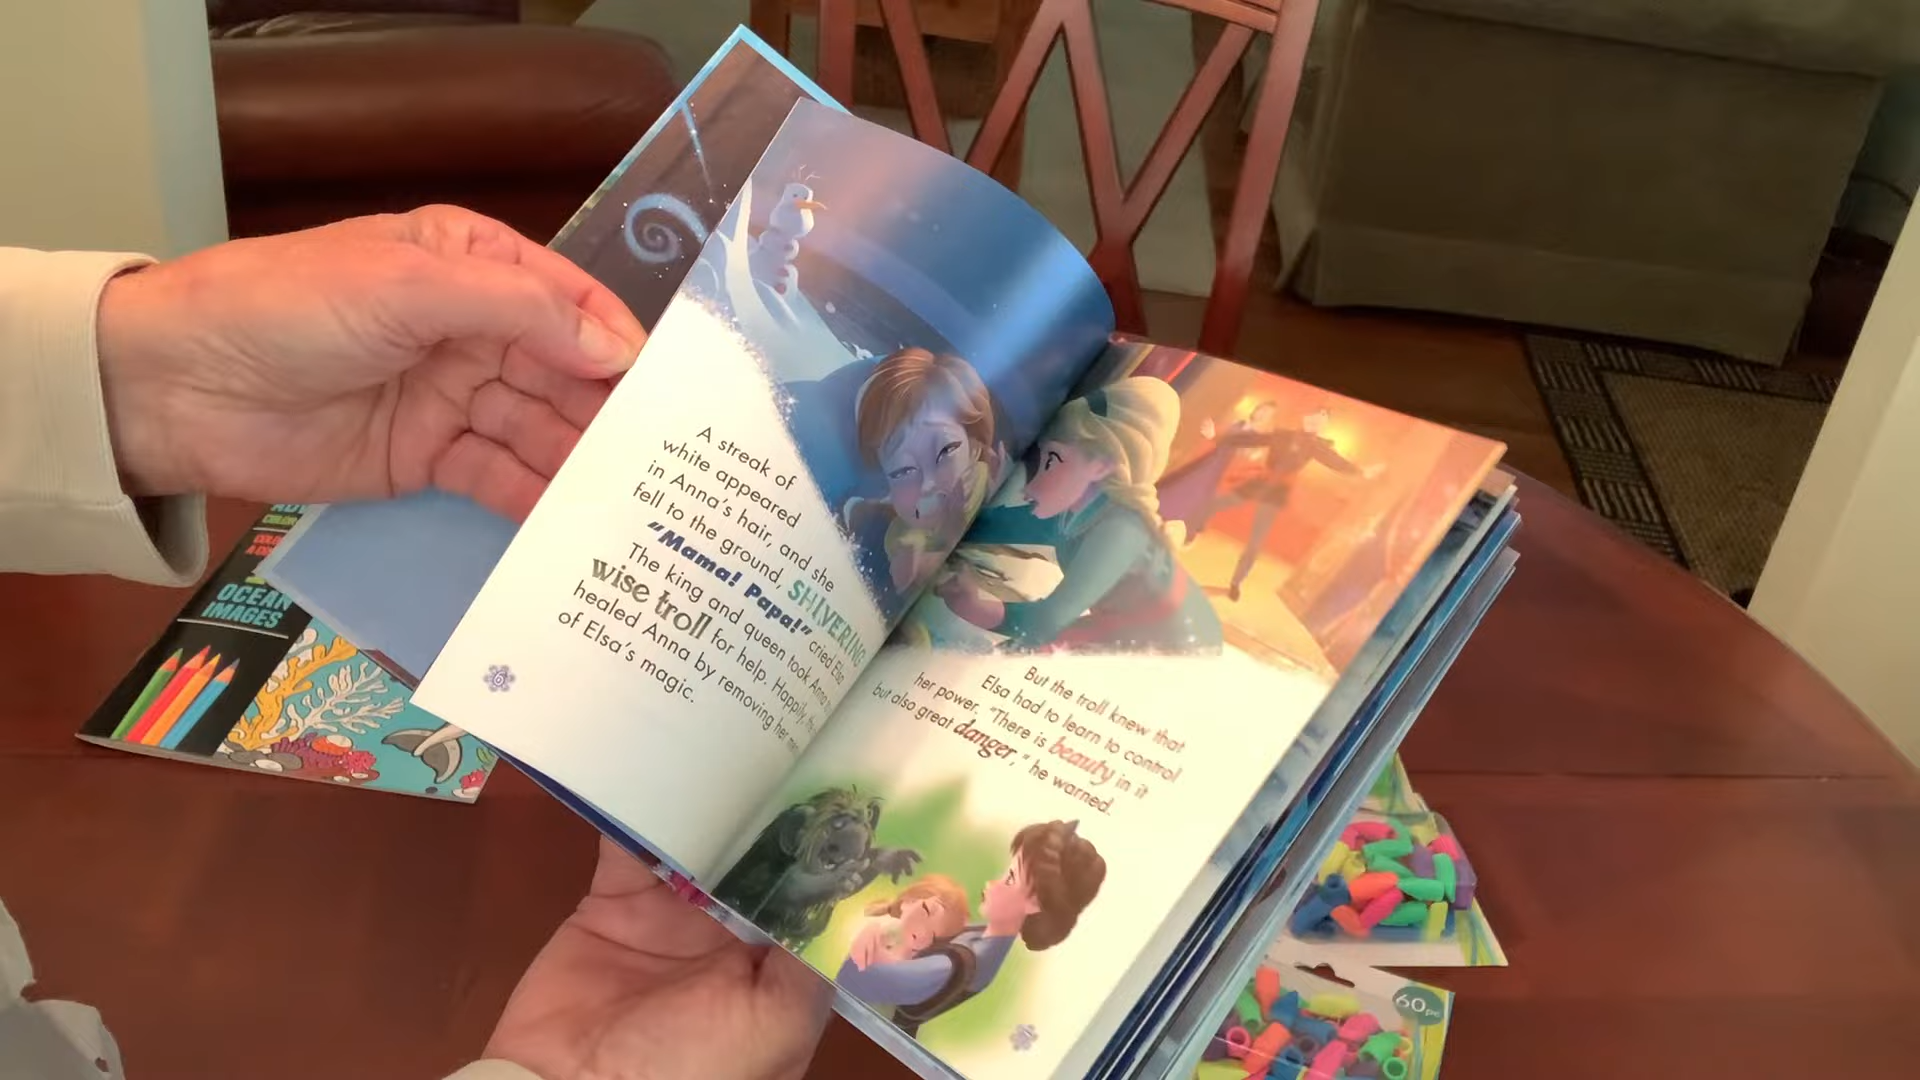 A streak of
white appeared
in Anna's hair, and she
fell to the ground, SHIVERING.
"Mama! Papa!" cried Elsa.
The king and queen took Anna
wise troll for help. Happily, the
healed Anna by removing her
of Elsa's magic.
6
But the troll knew that
Elsa had to learn to control
her power. "There is beauty in it
but also great danger," he warned.
OCEAN
IMAGES
60pc